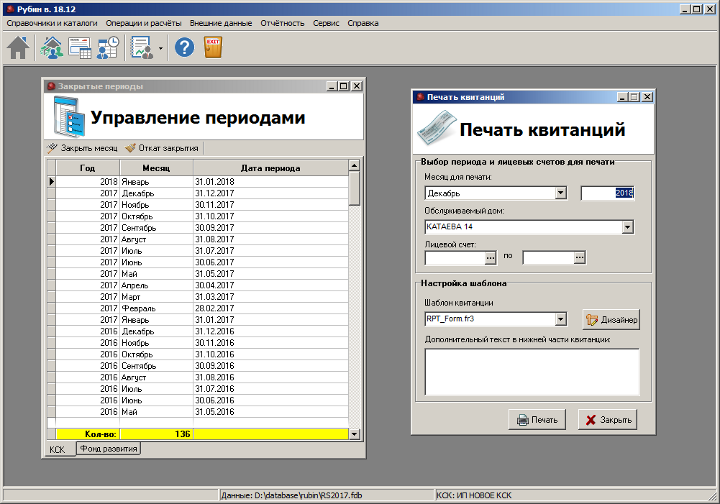 Рубин в. 18.12
Справочники и каталоги Операции и расчёты Внешние данные Отчётность Сервис Справка
EXIT
Закрытые периоды
Управление периодами
Закрыть месяц Откат закрытия
Год Месяц Дата периода
2018 Январь 31.01.2018
2017 Декабрь 31.12.2017
2017 Ноябрь 30.11.2017
2017 Октябрь 31.10.2017
2017 Сентябрь 30.09.2017
2017 Август 31.08.2017
2017 Июль 31.07.2017
2017 Июнь 30.06.2017
2017 Май 31.05.2017
2017 Апрель 30.04.2017
2017 Март 31.03.2017
2017 Февраль 28.02.2017
2017 Январь 31.01.2017
2016 Декабрь 31.12.2016
2016 Ноябрь 30.11.2016
2016 Октябрь 31.10.2016
2016 Сентябрь 30.09.2016
2016 Август 31.08.2016
2016 Июль 31.07.2016
2016 Июнь 30.06.2016
2016 Май 31.05.2016
Кол-во: 136
КСК Фонд развития
Печать квитанций
Печать квитанций
Выбор периода и лицевых счетов для печати
Месяц для печати:
Декабрь 2018
Обслуживаемый дом:
КАТАЕВА 14
Лицевой счет:
... по ...
Настройка шаблона
Шаблон квитанции
RPT_Form.fr3 Дизайнер
Дополнительный текст в нижней части квитанции:
Печать Закрыть
Данные: D:\database\rubin\RS2017.fdb КСК: ИП НОВОЕ КСК